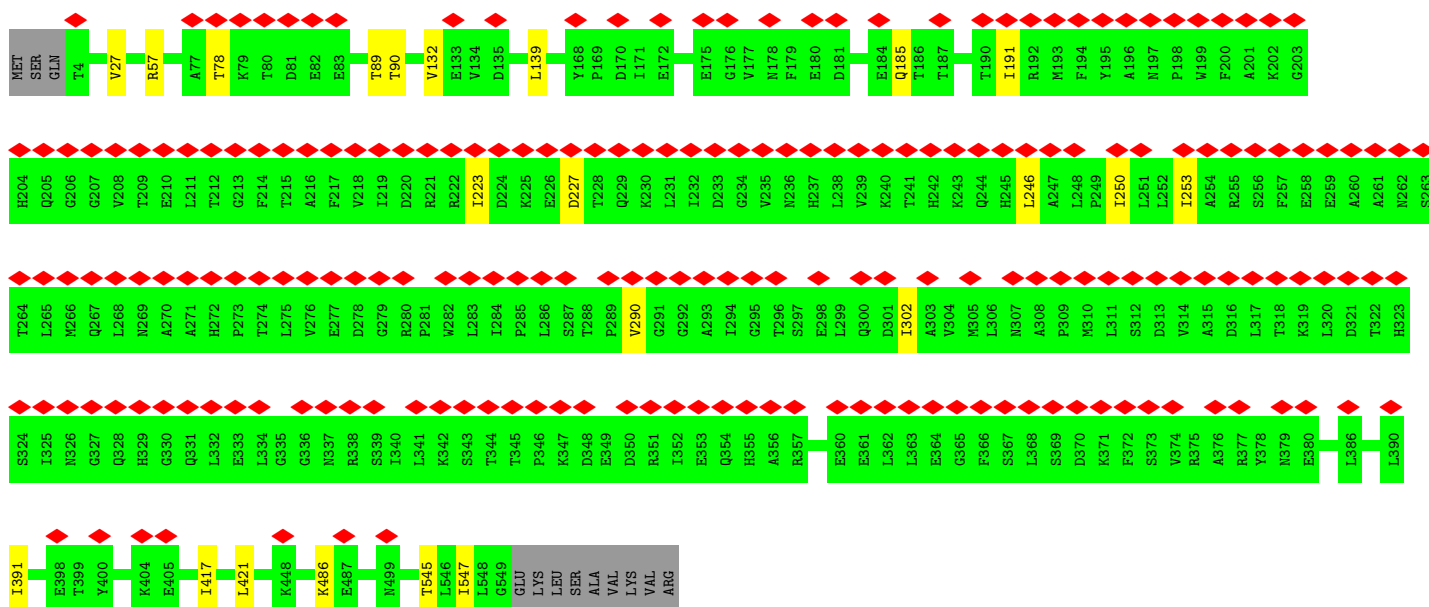 MET SER GLN T4 V27 R57 A77 T78 K79 T80 D81 E82 E83 T89 T90 V132 E133 V134 D135 L139 Y168 P169 D170 I171 E172 E175 G176 V177 N178 F179 E180 D181 E184 Q185 T186 T187 T190 I191 R192 M193 F194 Y195 A196 N197 P198 W199 F200 A201 K202 G203
H204 Q205 G206 G207 V208 T209 E210 L211 T212 G213 F214 T215 A216 F217 V218 I219 D220 R221 R222 I223 D224 K225 E226 D227 T228 Q229 K230 L231 I232 D233 G234 V235 N236 H237 L238 V239 K240 T241 H242 K243 Q244 H245 L246 A247 L248 P249 I250 L251 L252 I253 A254 R255 S256 F257 E258 E259 A260 A261 N262 S263
T264 L265 M266 Q267 L268 N269 A270 A271 H272 P273 T274 L275 V276 E277 D278 G279 R280 P281 W282 L283 I284 P285 L286 S287 T288 P289 V290 G291 G292 A293 I294 G295 T296 S297 E298 L299 Q300 D301 I302 A303 V304 M305 L306 N307 A308 P309 M310 L311 S312 D313 V314 A315 D316 L317 T318 K319 L320 D321 T322 H323
S324 I325 N326 G327 Q328 H329 G330 Q331 L332 E333 L334 G335 G336 N337 R338 S339 I340 L341 K342 S343 T344 T345 P346 K347 D348 E349 D350 R351 I352 E353 Q354 H355 A356 R357 E360 E361 L362 L363 E364 G365 F366 S367 L368 S369 D370 K371 F372 S373 V374 R375 A376 R377 Y378 N379 E380 L386 L390
I391 E398 T399 Y400 K404 E405 I417 L421 K448 K486 E487 N499 T545 L546 I547 L548 G549 GLU LYS LEU SER ALA VAL LYS VAL ARG